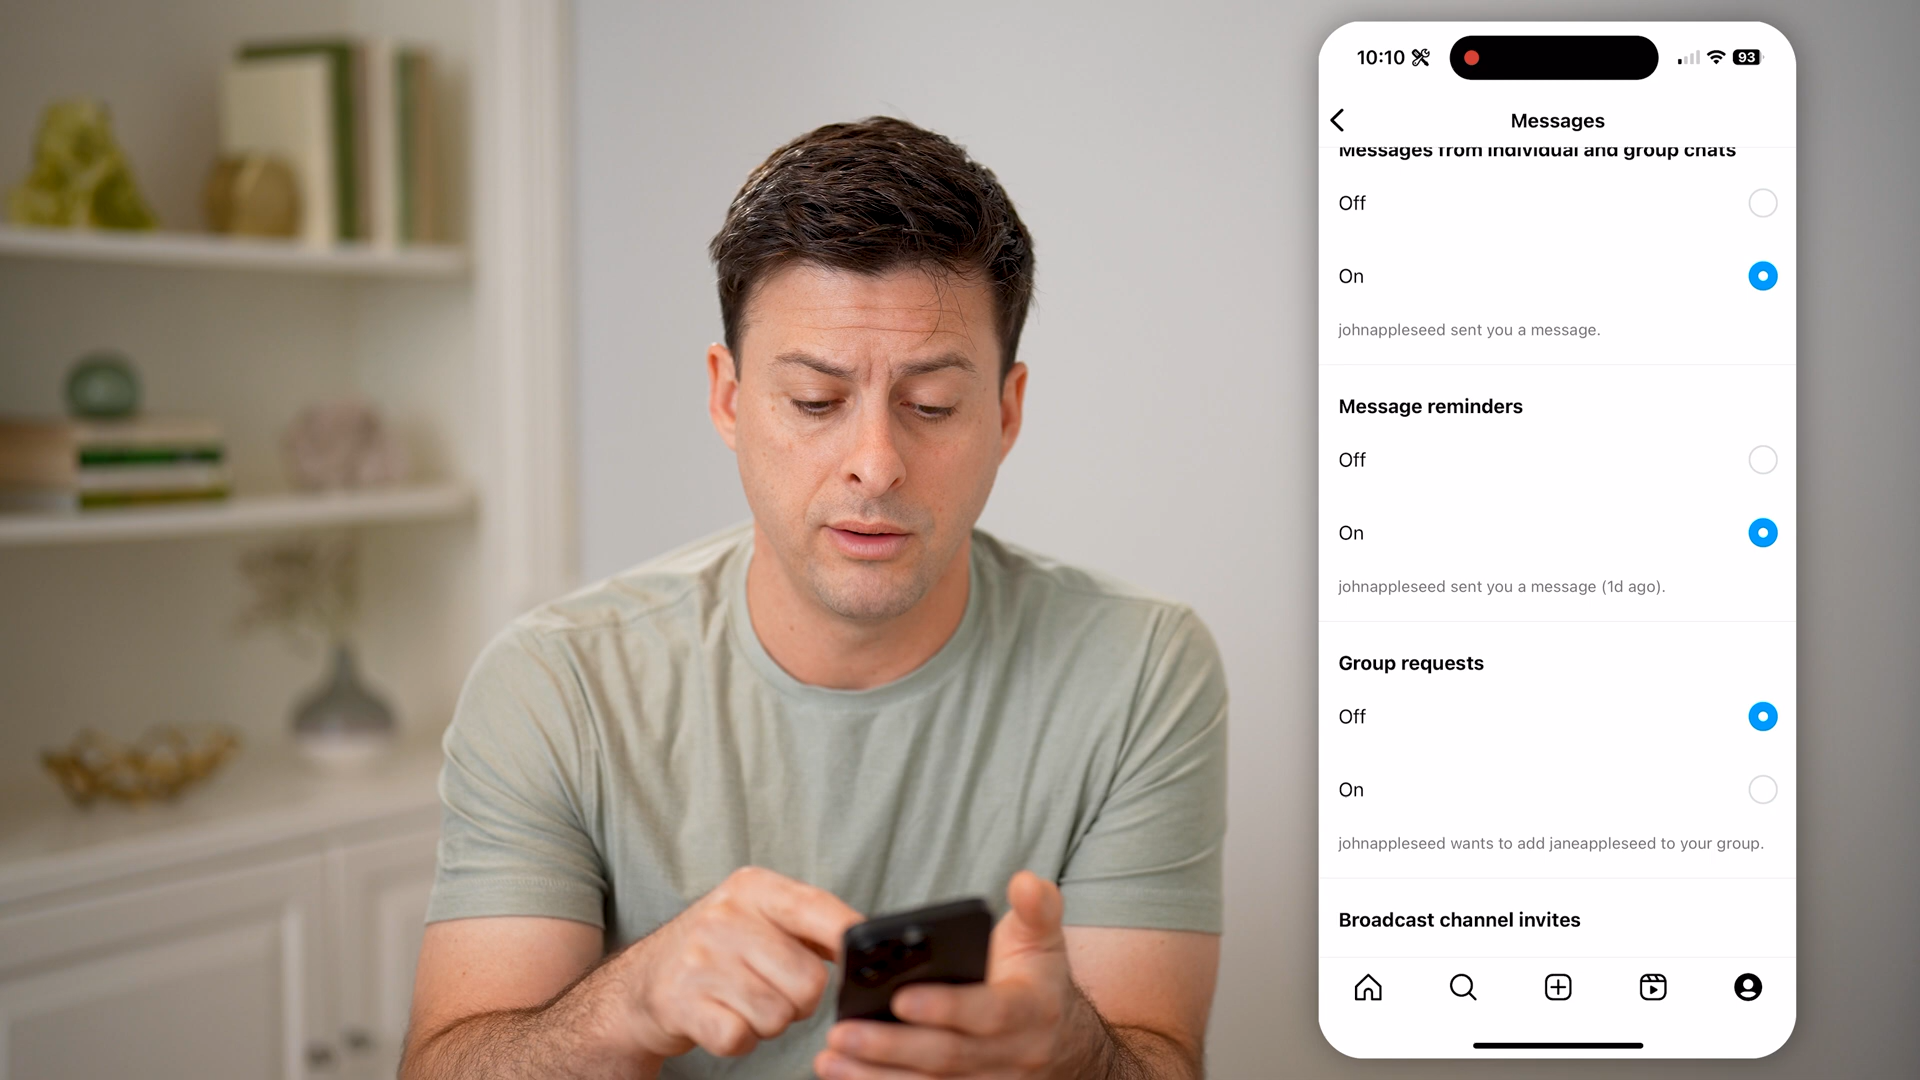 10:10
93
Messages
Messages from individual and group chats
Off
On
johnappleseed sent you a message.
Message reminders
Off
On
johnappleseed sent you a message (1d ago).
Group requests
Off
On
johnappleseed wants to add janeappleseed to your group.
Broadcast channel invites